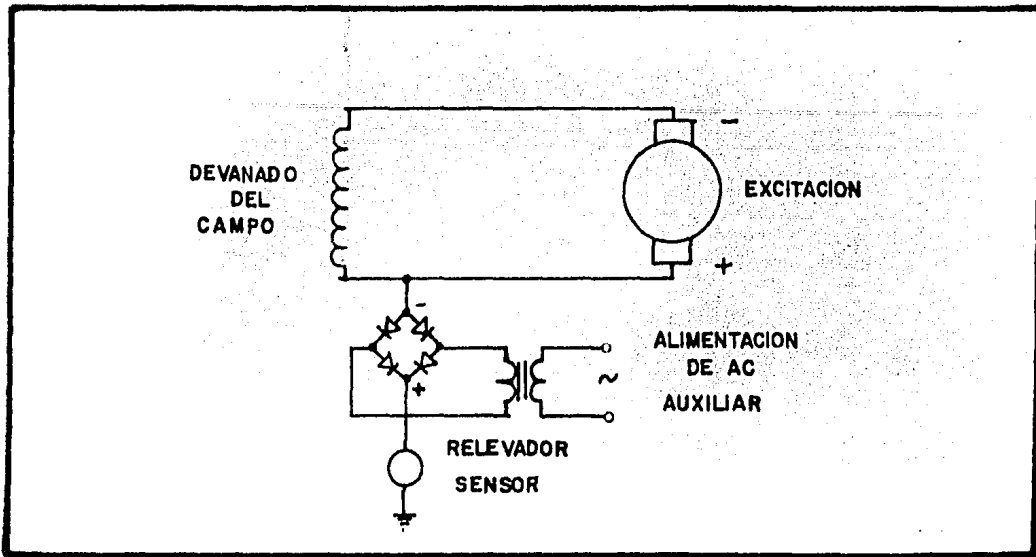 DEVANADO
DEL
CAMPO
-
EXCITACION
+
-
+
ALIMENTACION
DE AC
AUXILIAR
~
RELEVADOR
SENSOR